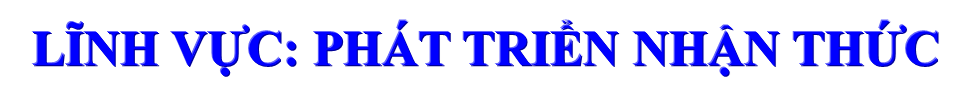 LĨNH VỰC: PHÁT TRIỂN NHẬN THỨC